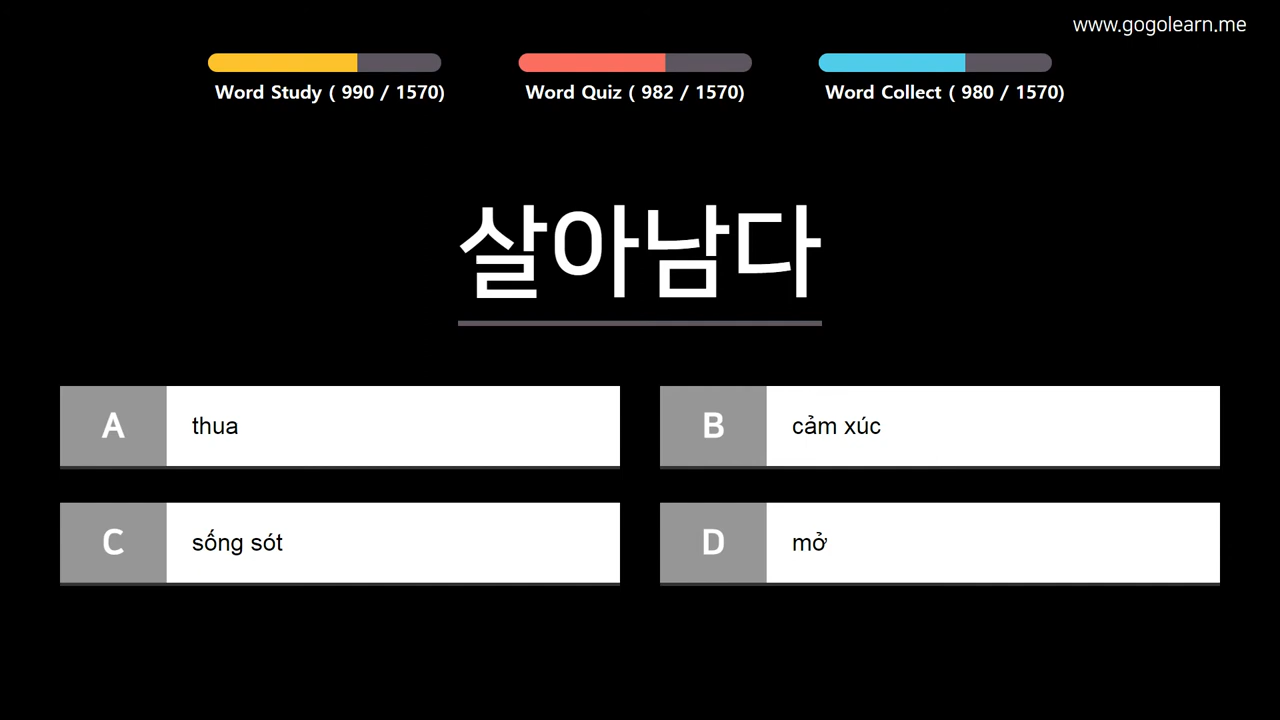 www.gogolearn.me
Word Study ( 990 / 1570)
Word Quiz ( 982 / 1570)
Word Collect ( 980 / 1570)
살아남다
A
thua
B
cảm xúc
C
sống sót
D
mở